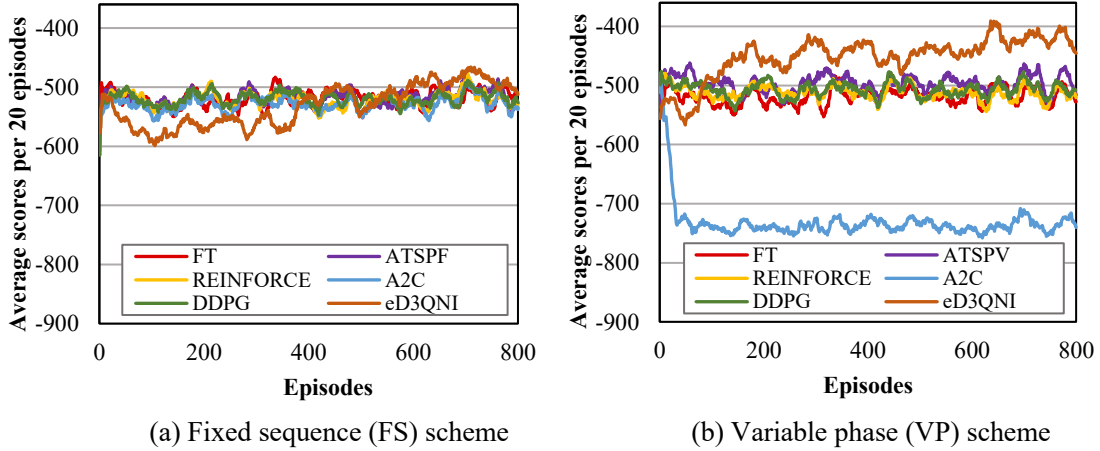 Average scores per 20 episodes
-400
-500
-600
-700
-800
-900
FT
ATSPF
REINFORCE
A2C
DDPG
eD3QNI
0
200
400
600
800
Episodes
(a) Fixed sequence (FS) scheme
Average scores per 20 episodes
-400
-500
-600
-700
-800
-900
FT
ATSPV
REINFORCE
A2C
DDPG
eD3QNI
0
200
400
600
800
Episodes
(b) Variable phase (VP) scheme